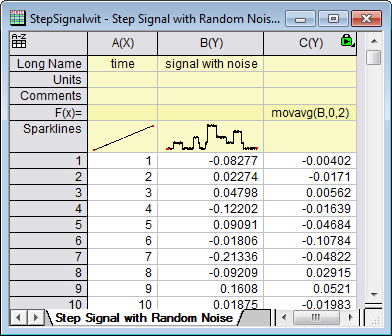 StepSignalwit - Step Signal with Random Nois...
A(X) B(Y) C(Y)
Long Name time signal with noise
Units
Comments
F(x)= movavg(B,0,2)
Sparklines
1 1 -0.08277 -0.00402
2 2 0.02274 -0.0171
3 3 0.04798 0.00562
4 4 -0.12202 -0.01639
5 5 0.09091 -0.04684
6 6 -0.01806 -0.10784
7 7 -0.21336 -0.04822
8 8 -0.09209 0.02915
9 9 0.1608 0.0521
10 10 0.01875 -0.01983
Step Signal with Random Noise